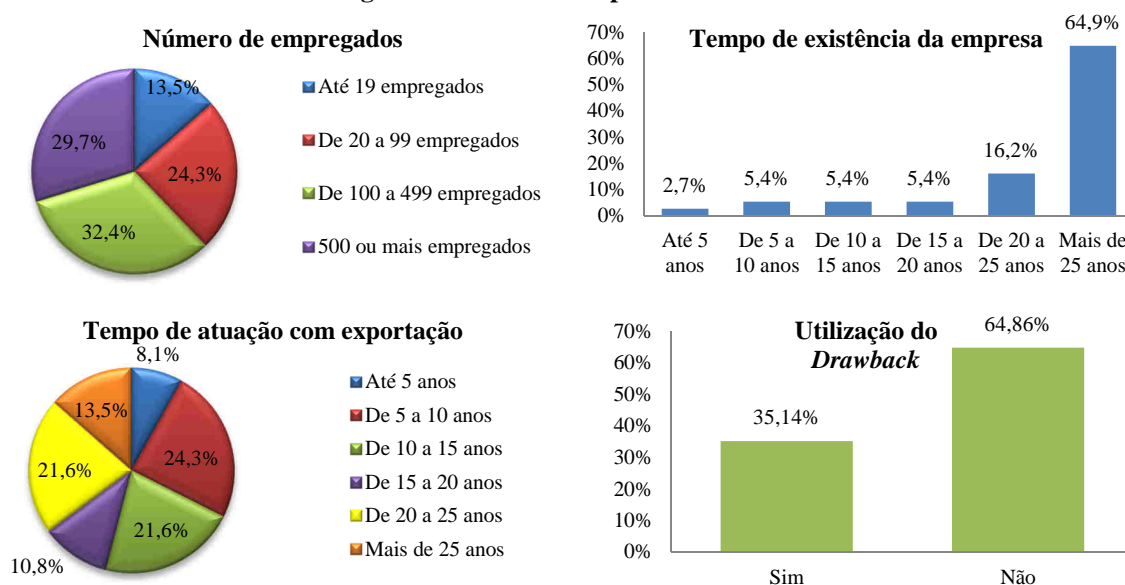 Número de empregados
13,5%
24,3%
32,4%
29,7%
Até 19 empregados
De 20 a 99 empregados
De 100 a 499 empregados
500 ou mais empregados
Tempo de existência da empresa
70%
60%
50%
40%
30%
20%
10%
0%
2,7%
5,4%
5,4%
5,4%
16,2%
64,9%
Até 5
anos
De 5 a
10 anos
De 10 a
15 anos
De 15 a
20 anos
De 20 a
25 anos
Mais de
25 anos
Tempo de atuação com exportação
8,1%
24,3%
21,6%
10,8%
21,6%
13,5%
Até 5 anos
De 5 a 10 anos
De 10 a 15 anos
De 15 a 20 anos
De 20 a 25 anos
Mais de 25 anos
Utilização do
Drawback
70%
60%
50%
40%
30%
20%
10%
0%
35,14%
64,86%
Sim
Não